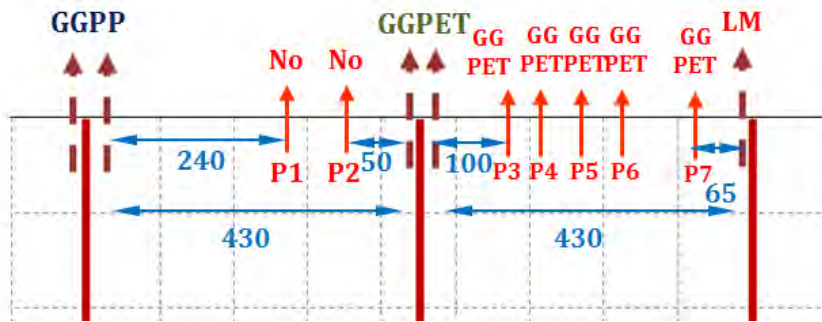 GGPP
GGPET
LM
No
No
GG PET
GG PET
GG PET
GG PET
GG PET
240
P1
P2
50
100
P3
P4
P5
P6
P7
65
430
430